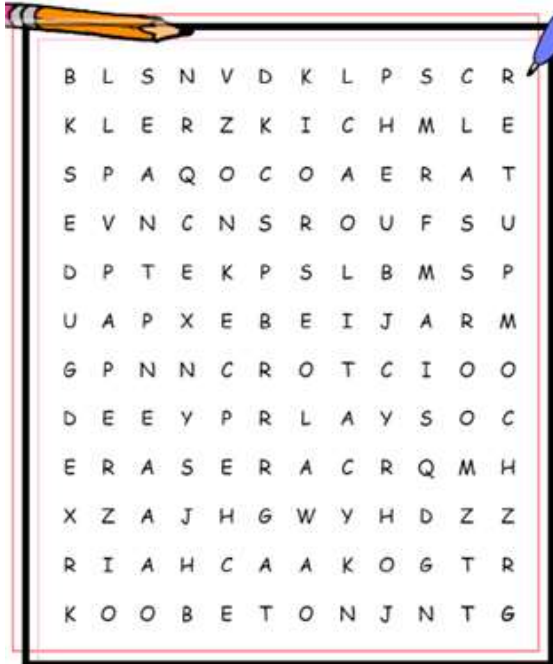 B L S N V D K L P S C R
K L E R Z K I C H M L E
S P A Q O C O A E R A T
E V N C N S R O U F S U
D P T E K P S L B M S P
U A P X E B E I J A R M
G P N N C R O T C I O O
D E E Y P R L A Y S O C
E R A S E R A C R Q M H
X Z A J H G W Y H D Z Z
R I A H C A A K O G T R
K O O B E T O N J N T G